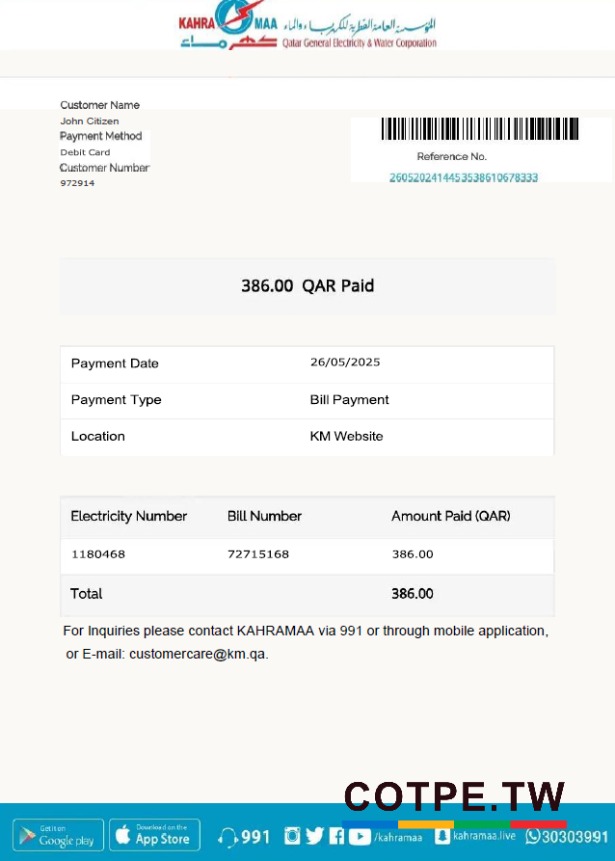 KAHRA MAA المؤسسة العامة القطرية للكهرباء والماء
كهرماء Qatar General Electricity & Water Corporation
Customer Name
John Citizen
Payment Method
Debit Card
Customer Number
972914
Reference No.
2605202414453538610678333
386.00 QAR Paid
Payment Date 26/05/2025
Payment Type Bill Payment
Location KM Website
Electricity Number Bill Number Amount Paid (QAR)
1180468 72715168 386.00
Total 386.00
For Inquiries please contact KAHRAMAA via 991 or through mobile application,
or E-mail: customercare@km.qa.
COTPE.TW
Get it on
Google play
Download on the
App Store
991
/kahramaa
kahramaa.live
30303991